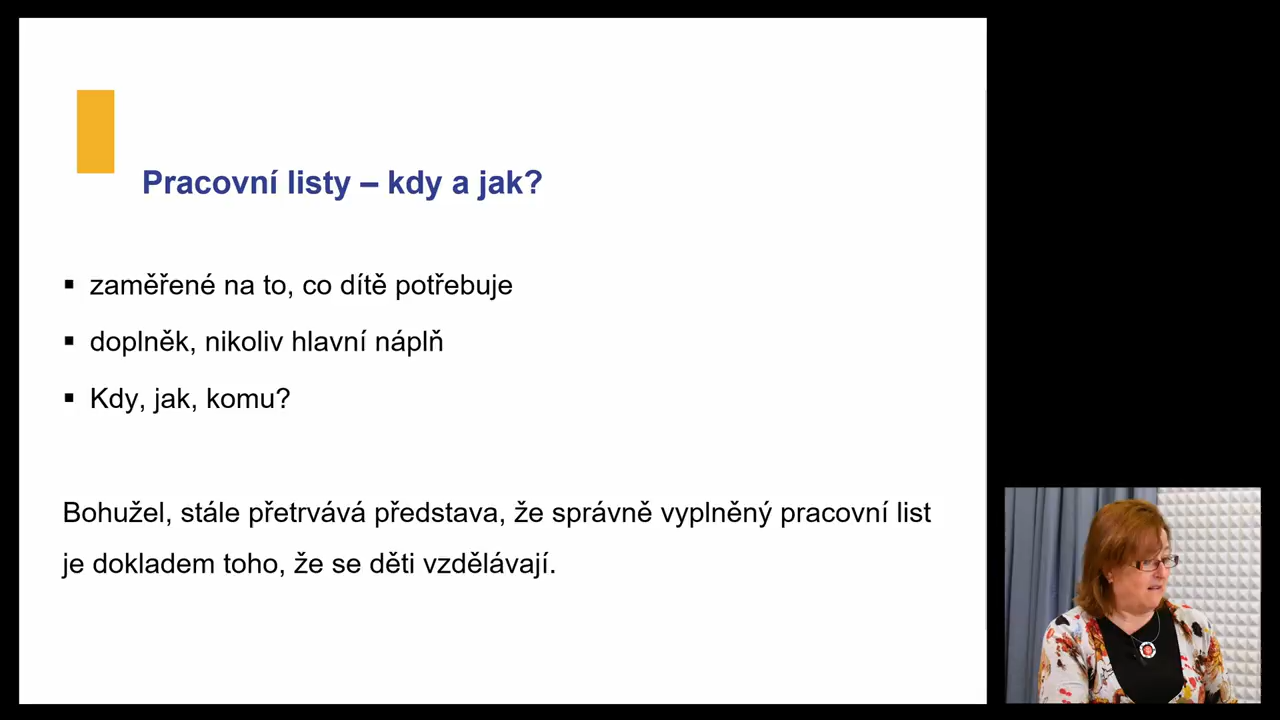 Pracovní listy – kdy a jak?
zaměřené na to, co dítě potřebuje
doplněk, nikoliv hlavní náplň
Kdy, jak, komu?
Bohužel, stále přetrvává představa, že správně vyplněný pracovní list
je dokladem toho, že se děti vzdělávají.